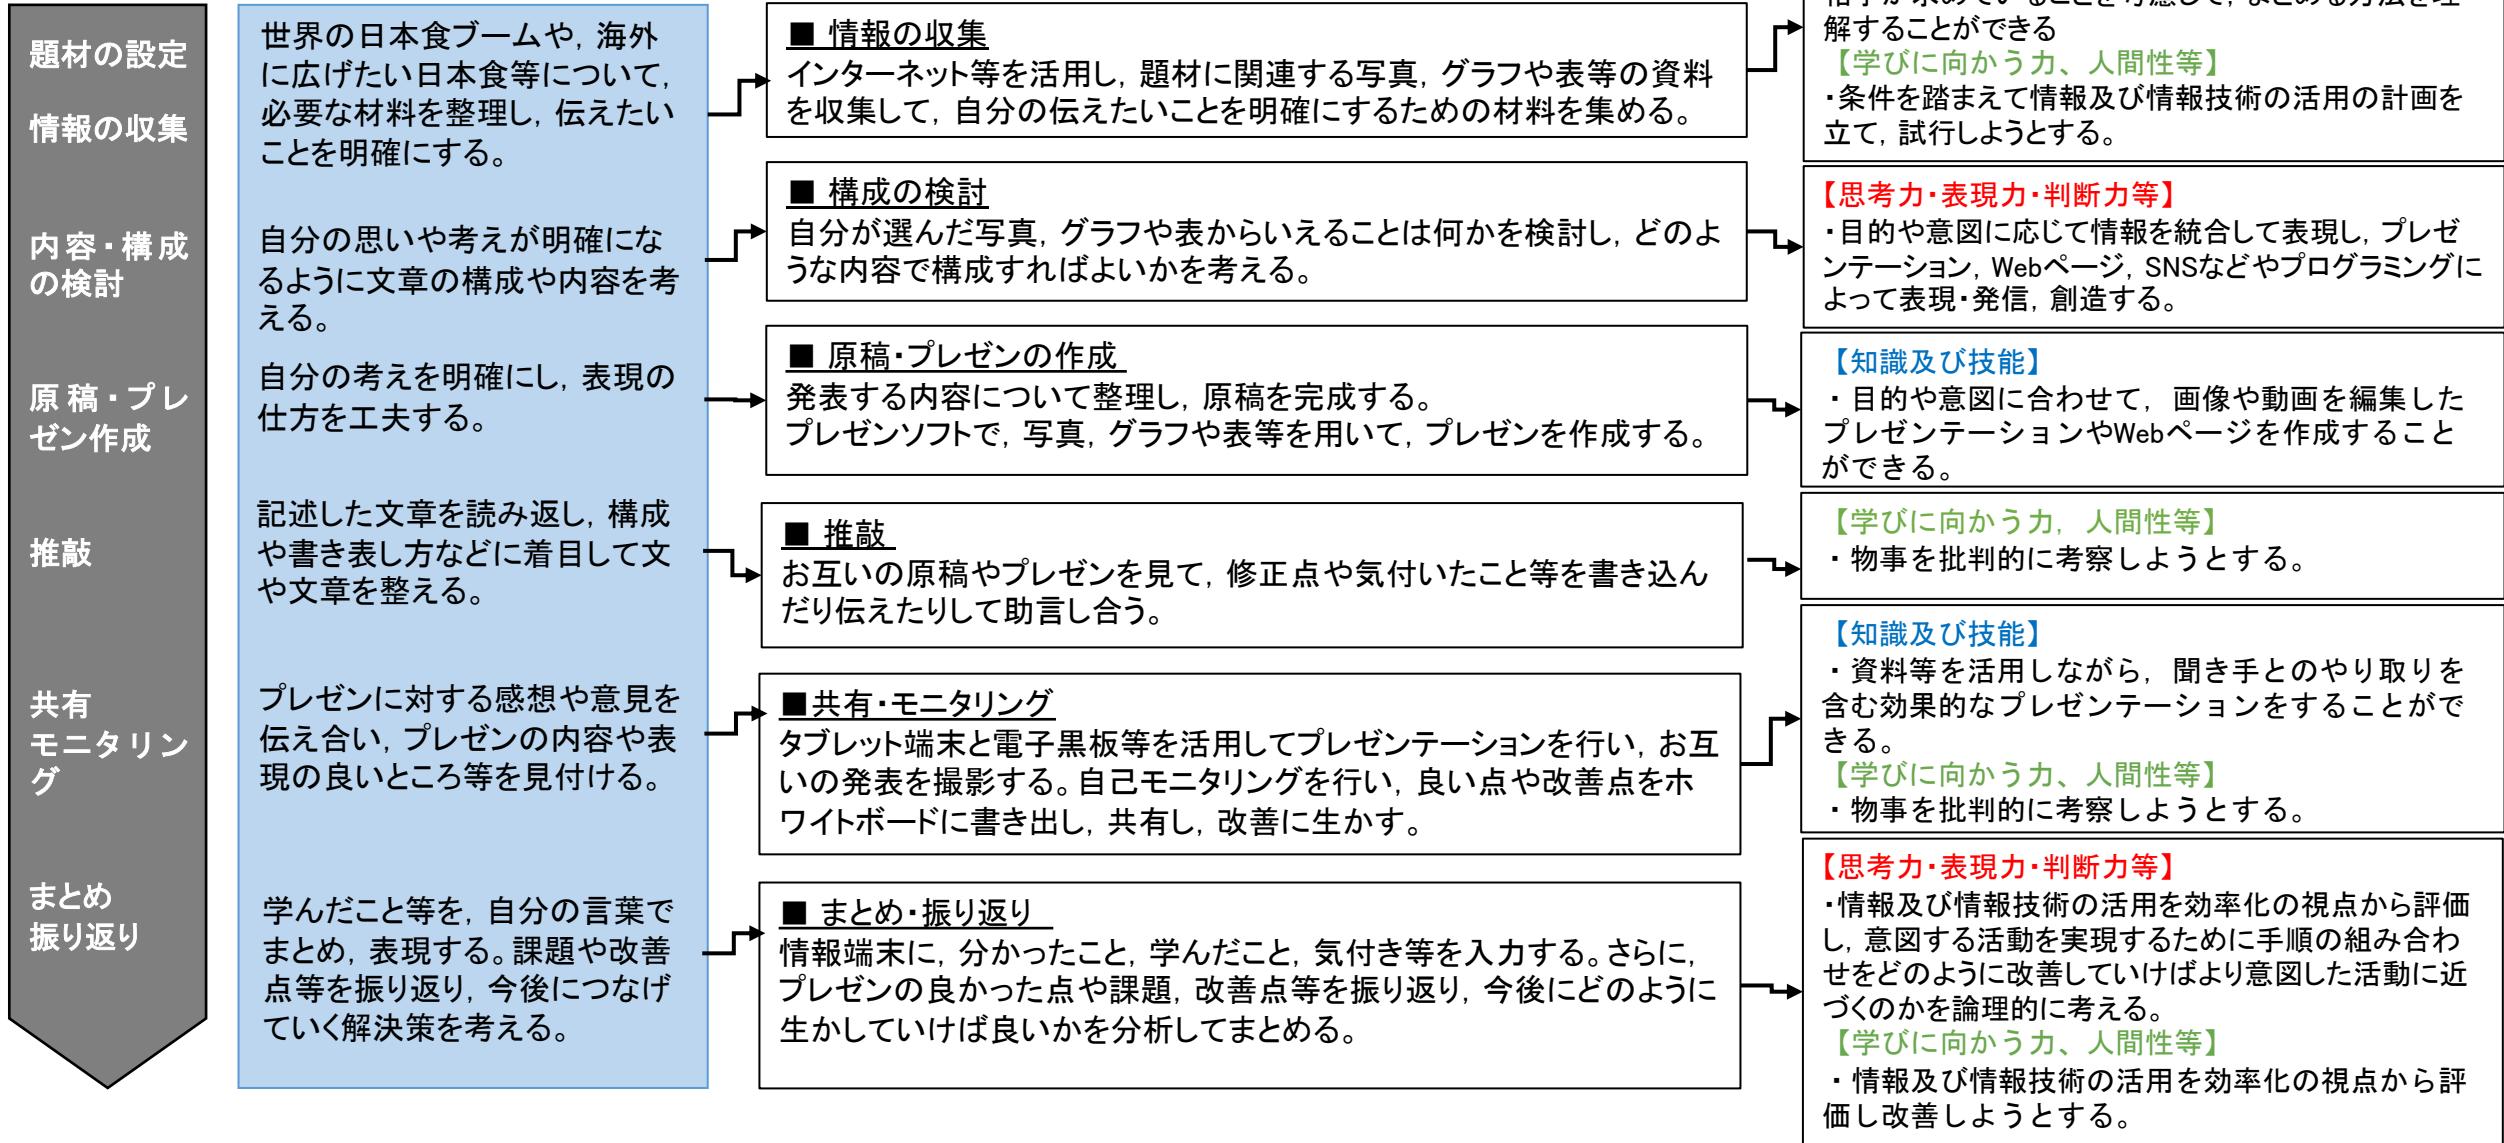 題材の設定
情報の収集
内容・構成
の検討
原稿・プレ
ゼン作成
推敲
共有
モニタリン
グ
まとめ
振り返り
世界の日本食ブームや，海外
に広げたい日本食等について，
必要な材料を整理し，伝えたい
ことを明確にする。
自分の思いや考えが明確にな
るように文章の構成や内容を考
える。
自分の考えを明確にし，表現の
仕方を工夫する。
記述した文章を読み返し，構成
や書き表し方などに着目して文
や文章を整える。
プレゼンに対する感想や意見を
伝え合い，プレゼンの内容や表
現の良いところ等を見付ける。
学んだこと等を，自分の言葉で
まとめ，表現する。課題や改善
点等を振り返り，今後につなげ
ていく解決策を考える。
■ 情報の収集
インターネット等を活用し，題材に関連する写真，グラフや表等の資料
を収集して，自分の伝えたいことを明確にするための材料を集める。
■ 構成の検討
自分が選んだ写真，グラフや表からいえることは何かを検討し，どのよ
うな内容で構成すればよいかを考える。
■ 原稿・プレゼンの作成
発表する内容について整理し，原稿を完成する。
プレゼンソフトで，写真，グラフや表等を用いて，プレゼンを作成する。
■ 推敲
お互いの原稿やプレゼンを見て，修正点や気付いたこと等を書き込ん
だり伝えたりして助言し合う。
■共有・モニタリング
タブレット端末と電子黒板等を活用してプレゼンテーションを行い，お互
いの発表を撮影する。自己モニタリングを行い，良い点や改善点をホ
ワイトボードに書き出し，共有し，改善に生かす。
■ まとめ・振り返り
情報端末に，分かったこと，学んだこと，気付き等を入力する。さらに，
プレゼンの良かった点や課題，改善点等を振り返り，今後にどのように
生かしていけば良いかを分析してまとめる。
相手が求めていることを考慮して，まとめる方法を理
解することができる
【学びに向かう力、人間性等】
・条件を踏まえて情報及び情報技術の活用の計画を
立て，試行しようとする。
【思考力・表現力・判断力等】
・目的や意図に応じて情報を統合して表現し，プレゼ
ンテーション，Webページ，SNSなどやプログラミングに
よって表現・発信，創造する。
【知識及び技能】
・目的や意図に合わせて，画像や動画を編集した
プレゼンテーションやWebページを作成すること
ができる。
【学びに向かう力，人間性等】
・物事を批判的に考察しようとする。
【知識及び技能】
・資料等を活用しながら，聞き手とのやり取りを
含む効果的なプレゼンテーションをすることがで
きる。
【学びに向かう力、人間性等】
・物事を批判的に考察しようとする。
【思考力・表現力・判断力等】
・情報及び情報技術の活用を効率化の視点から評価
し，意図する活動を実現するために手順の組み合わ
せをどのように改善していけばより意図した活動に近
づくのかを論理的に考える。
【学びに向かう力、人間性等】
・情報及び情報技術の活用を効率化の視点から評
価し改善しようとする。